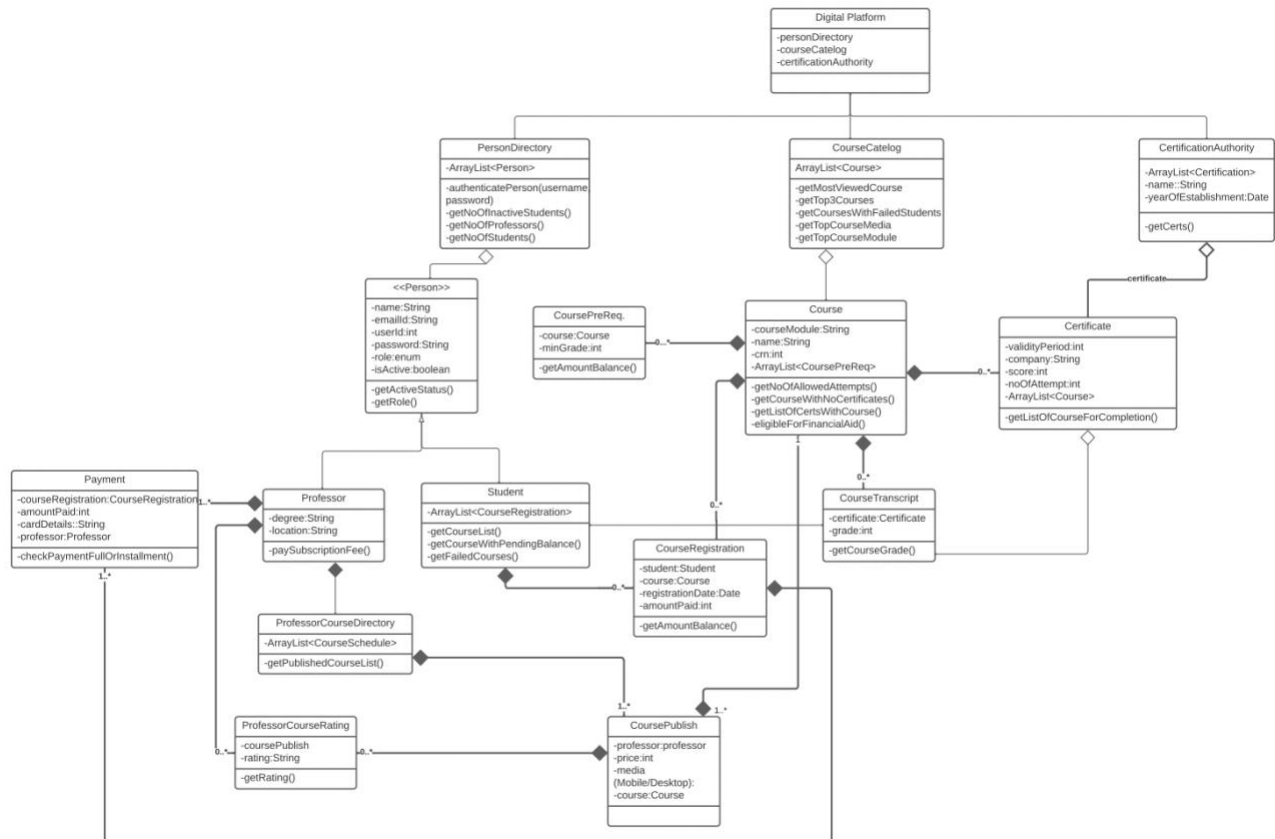 Digital Platform
-personDirectory
-courseCatelog
-certificationAuthority
PersonDirectory
-ArrayList<Person>
-authenticatePerson(username,
password)
-getNoOfInactiveStudents()
-getNoOfProfessors()
-getNoOfStudents()
CourseCatelog
ArrayList<Course>
-getMostViewedCourse
-getTop3Courses
-getCoursesWithFailedStudents
-getTopCourseMedia
-getTopCourseModule
CertificationAuthority
-ArrayList<Certification>
-name::String
-yearOfEstablishment:Date
-getCerts()
certificate
<<Person>>
-name:String
-emailId:String
-userId:int
-password:String
-role:enum
-isActive:boolean
-getActiveStatus()
-getRole()
CoursePreReq.
-course:Course
-minGrade:int
-getAmountBalance()
0...*
Course
-courseModule:String
-name:String
-crn:int
-ArrayList<CoursePreReq>
-getNoOfAllowedAttempts()
-getCourseWithNoCertificates()
-getListOfCertsWithCourse()
-eligibleForFinancialAid()
1
0..*
Certificate
-validityPeriod:int
-company:String
-score:int
-noOfAttempt:int
-ArrayList<Course>
-getListOfCourseForCompletion()
Payment
-courseRegistration:CourseRegistration
-amountPaid:int
-cardDetails::String
-professor:Professor
-checkPaymentFullOrInstallment()
1..*
1..*
Professor
-degree:String
-location:String
-paySubscriptionFee()
Student
-ArrayList<CourseRegistration>
-getCourseList()
-getCourseWithPendingBalance()
-getFailedCourses()
0..*
0..*
CourseTranscript
-certificate:Certificate
-grade:int
-getCourseGrade()
0..*
CourseRegistration
-student:Student
-course:Course
-registrationDate:Date
-amountPaid:int
-getAmountBalance()
ProfessorCourseDirectory
-ArrayList<CourseSchedule>
-getPublishedCourseList()
1..*
1..*
ProfessorCourseRating
-coursePublish
-rating:String
-getRating()
0..*
0..*
CoursePublish
-professor:professor
-price:int
-media
(Mobile/Desktop):
-course:Course